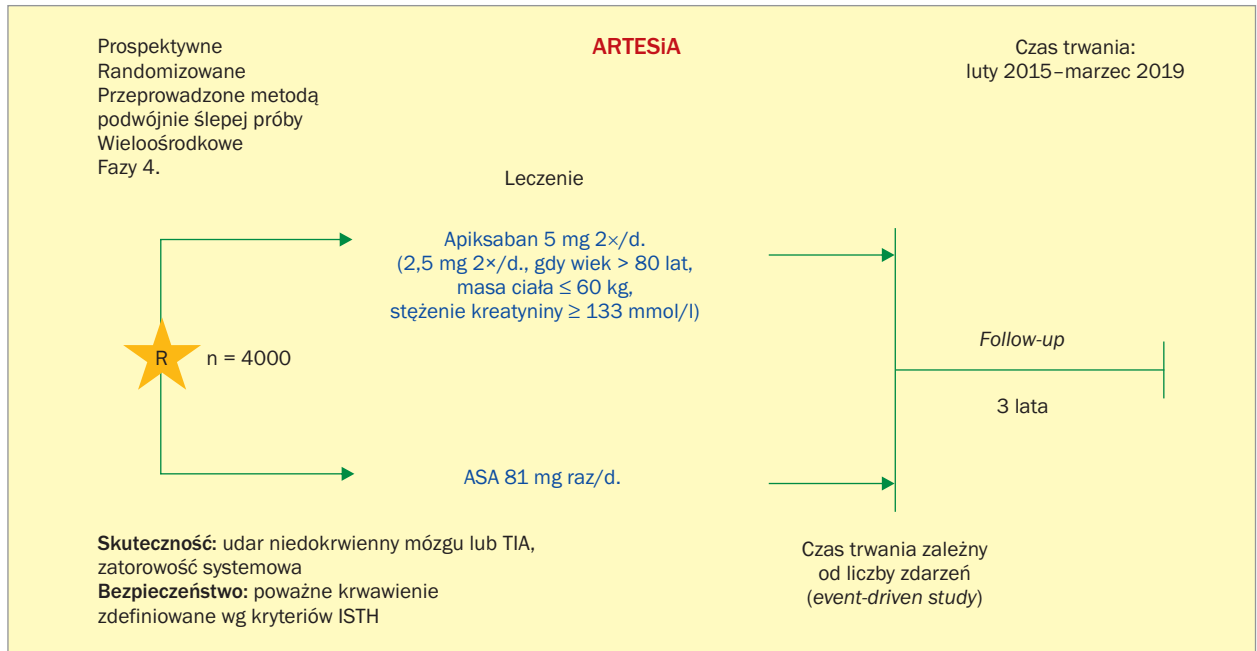 Prospektywne
Randomizowane
Przeprowadzone metodą
podwójnie ślepej próby
Wieloośrodkowe
Fazy 4.
ARTESiA
Czas trwania:
luty 2015–marzec 2019
Leczenie
Apiksaban 5 mg 2×/d.
(2,5 mg 2×/d., gdy wiek > 80 lat,
masa ciała ≤ 60 kg,
stężenie kreatyniny ≥ 133 mmol/l)
R
n = 4000
Follow-up
3 lata
ASA 81 mg raz/d.
Skuteczność: udar niedokrwienny mózgu lub TIA,
zatorowość systemowa
Bezpieczeństwo: poważne krwawienie
zdefiniowane wg kryteriów ISTH
Czas trwania zależny
od liczby zdarzeń
(event-driven study)